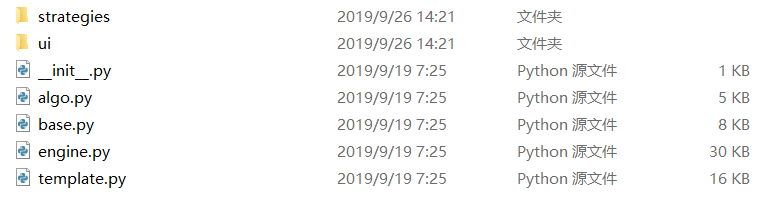 strategies 2019/9/26 14:21 文件夹
ui 2019/9/26 14:21 文件夹
__init__.py 2019/9/19 7:25 Python 源文件 1 KB
algo.py 2019/9/19 7:25 Python 源文件 5 KB
base.py 2019/9/19 7:25 Python 源文件 8 KB
engine.py 2019/9/19 7:25 Python 源文件 30 KB
template.py 2019/9/19 7:25 Python 源文件 16 KB